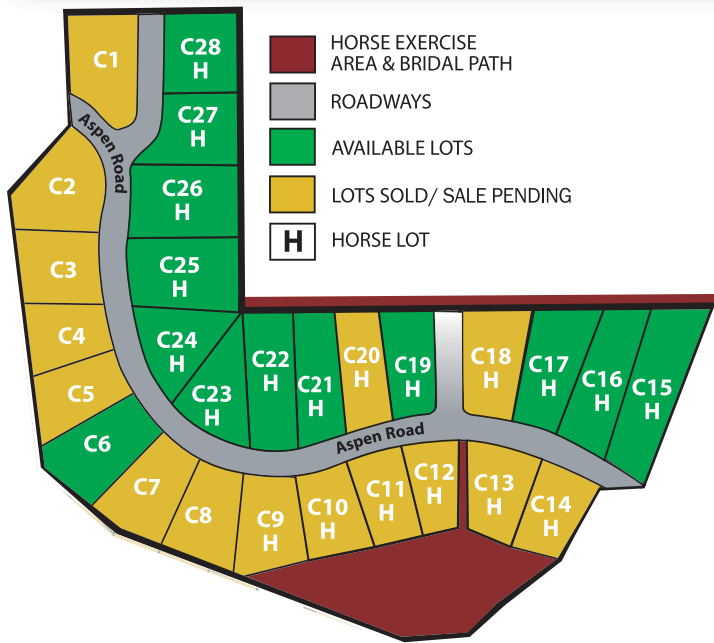 C1
C28
H
HORSE EXERCISE
AREA & BRIDAL PATH
ROADWAYS
AVAILABLE LOTS
LOTS SOLD/ SALE PENDING
H
HORSE LOT
C27
H
Aspen Road
C2
C26
H
C3
C25
H
C4
C24
H
C5
C23
H
C22
H
C21
H
C20
H
C19
H
C18
H
C17
H
C16
H
C15
H
C6
Aspen Road
C7
C8
C9
H
C10
H
C11
H
C12
H
C13
H
C14
H